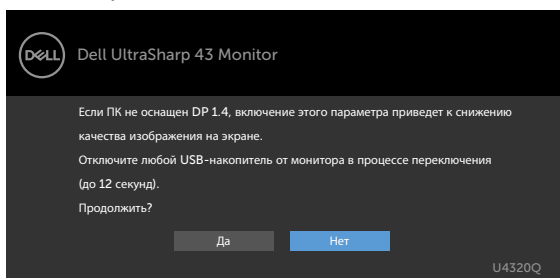 DELL
Dell UltraSharp 43 Monitor
Если ПК не оснащен DP 1.4, включение этого параметра приведет к снижению
качества изображения на экране.
Отключите любой USB-накопитель от монитора в процессе переключения
(до 12 секунд).
Продолжить?
Да Нет
U4320Q